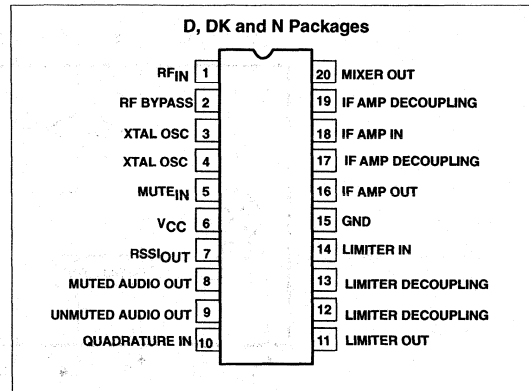 D, DK and N Packages
RFIN 1
20 MIXER OUT
RF BYPASS 2
19 IF AMP DECOUPLING
XTAL OSC 3
18 IF AMP IN
XTAL OSC 4
17 IF AMP DECOUPLING
MUTEIN 5
16 IF AMP OUT
VCC 6
15 GND
RSSIOUT 7
14 LIMITER IN
MUTED AUDIO OUT 8
13 LIMITER DECOUPLING
UNMUTED AUDIO OUT 9
12 LIMITER DECOUPLING
QUADRATURE IN 10
11 LIMITER OUT